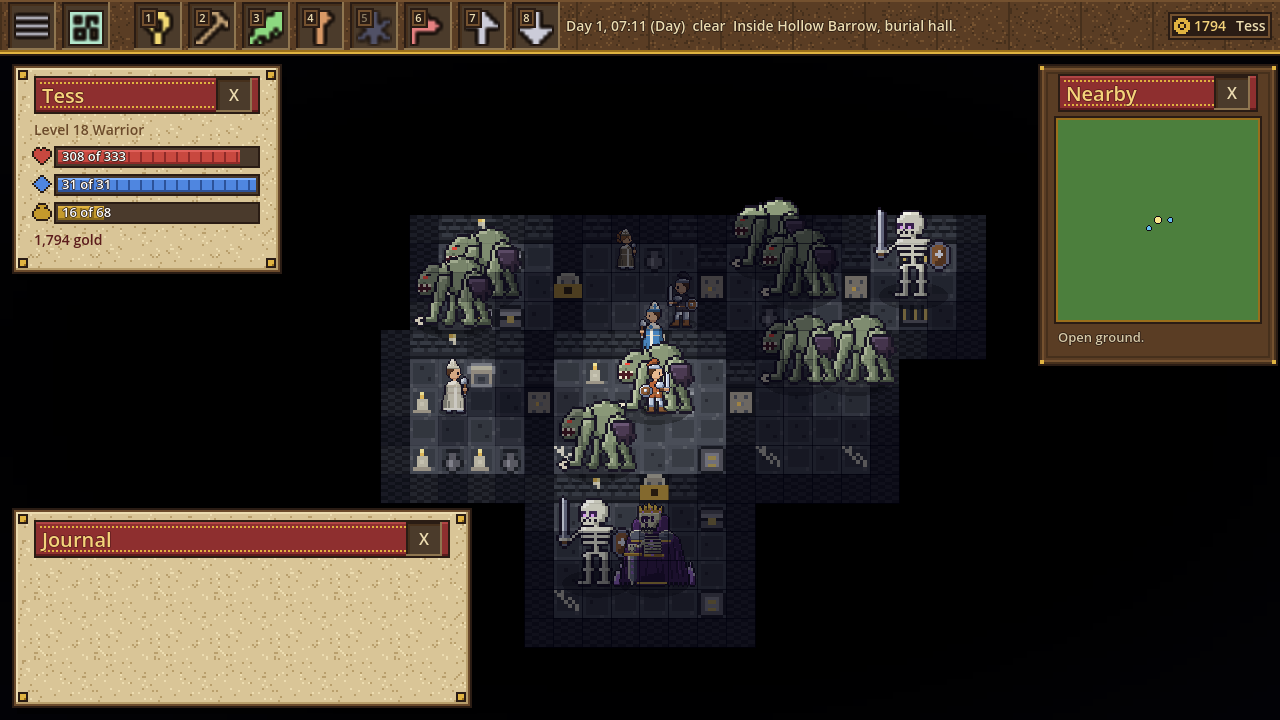 1 2 3 4 5 6 7 8 Day 1, 07:11 (Day) clear Inside Hollow Barrow, burial hall. 1794 Tess
Tess X
Level 18 Warrior
308 of 333
31 of 31
16 of 68
1,794 gold
Nearby X
Open ground.
Journal X